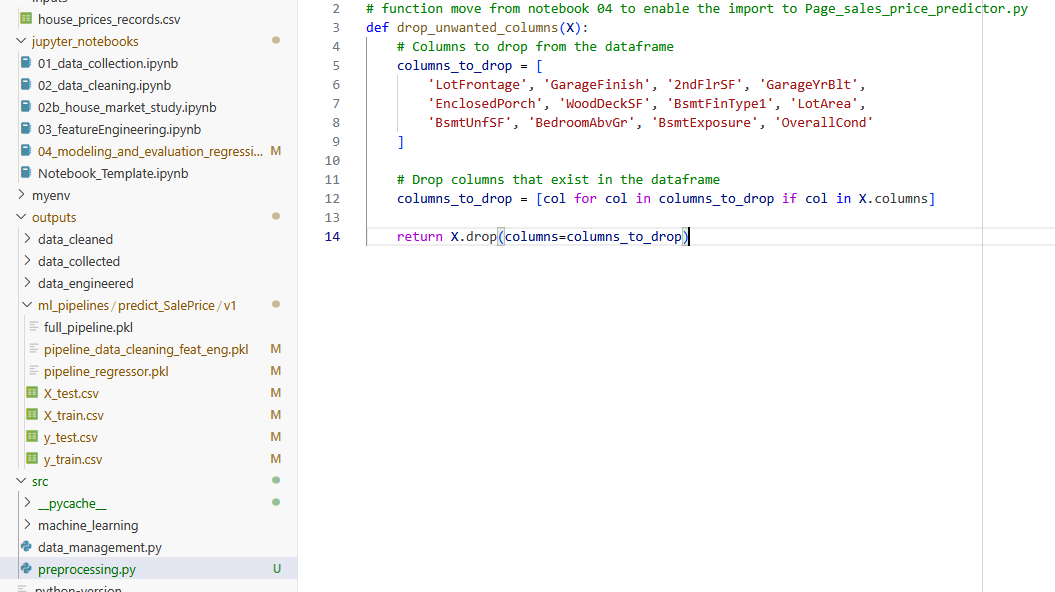 house_prices_records.csv
jupyter_notebooks
01_data_collection.ipynb
02_data_cleaning.ipynb
02b_house_market_study.ipynb
03_featureEngineering.ipynb
04_modeling_and_evaluation_regressi... M
Notebook_Template.ipynb
myenv
outputs
data_cleaned
data_collected
data_engineered
ml_pipelines / predict_SalePrice / v1
full_pipeline.pkl
pipeline_data_cleaning_feat_eng.pkl M
pipeline_regressor.pkl M
X_test.csv M
X_train.csv M
y_test.csv M
y_train.csv M
src
__pycache__
machine_learning
data_management.py
preprocessing.py U
python-version
2 # function move from notebook 04 to enable the import to Page_sales_price_predictor.py
3 def drop_unwanted_columns(X):
4 # Columns to drop from the dataframe
5 columns_to_drop = [
6 'LotFrontage', 'GarageFinish', '2ndFlrSF', 'GarageYrBlt',
7 'EnclosedPorch', 'WoodDeckSF', 'BsmtFinType1', 'LotArea',
8 'BsmtUnfSF', 'BedroomAbvGr', 'BsmtExposure', 'OverallCond'
9 ]
10
11 # Drop columns that exist in the dataframe
12 columns_to_drop = [col for col in columns_to_drop if col in X.columns]
13
14 return X.drop(columns=columns_to_drop)